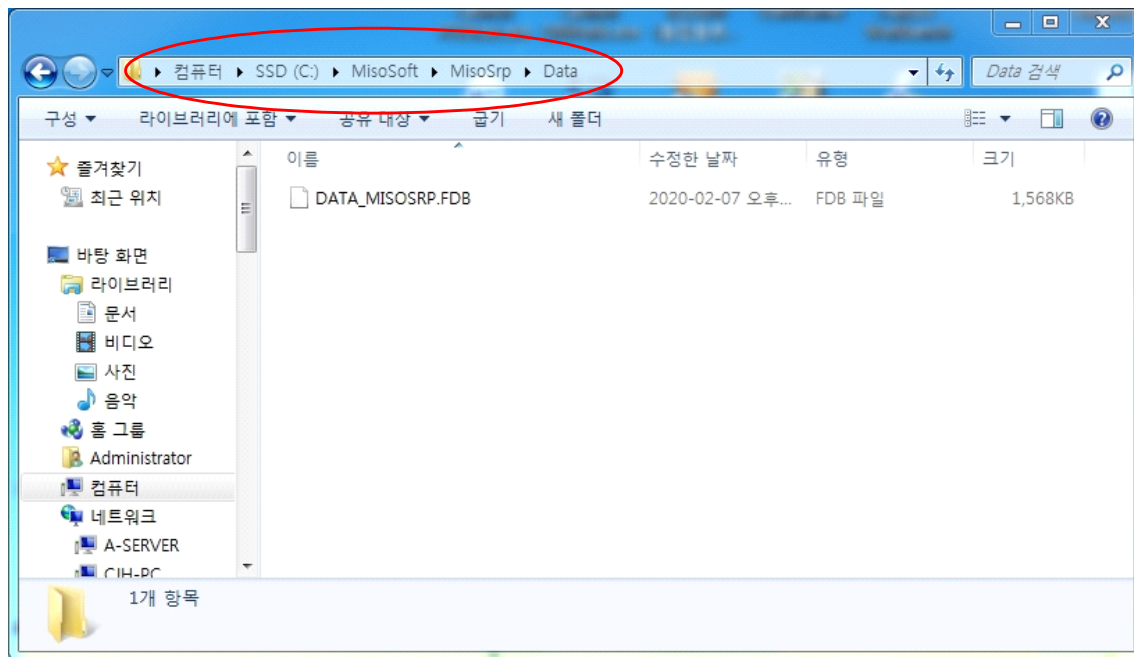 컴퓨터 ▸ SSD (C:) ▸ MisoSoft ▸ MisoSrp ▸ Data
Data 검색
구성 라이브러리에 포함 공유 대상 굽기 새 폴더
이름 수정한 날짜 유형 크기
DATA_MISOSRP.FDB 2020-02-07 오후... FDB 파일 1,568KB
즐겨찾기
최근 위치
바탕 화면
라이브러리
문서
비디오
사진
음악
홈 그룹
Administrator
컴퓨터
네트워크
A-SERVER
CJH-PC
1개 항목